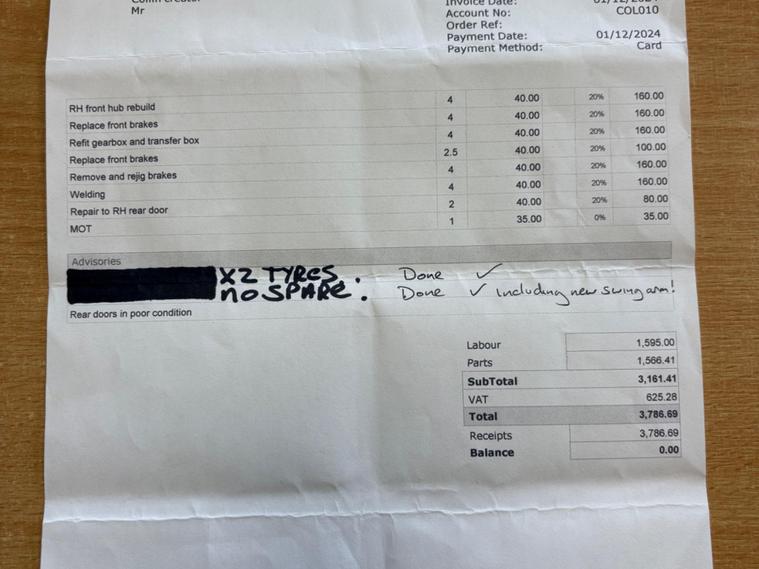 Mr
Invoice Date: 01/12/2024
Account No: COL010
Order Ref:
Payment Date: 01/12/2024
Payment Method: Card
RH front hub rebuild 4 40.00 20% 160.00
Replace front brakes 4 40.00 20% 160.00
Refit gearbox and transfer box 4 40.00 20% 160.00
Replace front brakes 2.5 40.00 20% 100.00
Remove and rejig brakes 4 40.00 20% 160.00
Welding 4 40.00 20% 160.00
Repair to RH rear door 2 40.00 20% 80.00
MOT 1 35.00 0% 35.00
Advisories
X2 TYRES. Done ✓
NO SPARE. Done ✓ Including new swing arm!
Rear doors in poor condition
Labour 1,595.00
Parts 1,566.41
SubTotal 3,161.41
VAT 625.28
Total 3,786.69
Receipts 3,786.69
Balance 0.00